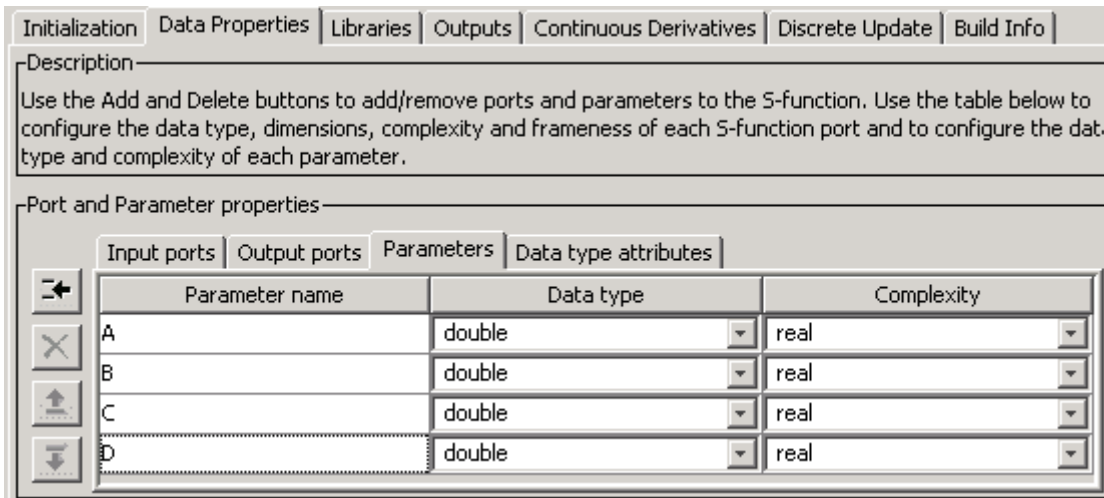 Initialization Data Properties Libraries Outputs Continuous Derivatives Discrete Update Build Info
Description
Use the Add and Delete buttons to add/remove ports and parameters to the S-function. Use the table below to
configure the data type, dimensions, complexity and frameness of each S-function port and to configure the
type and complexity of each parameter.
Port and Parameter properties
Input ports Output ports Parameters Data type attributes
Parameter name Data type Complexity
A double real
B double real
C double real
D double real